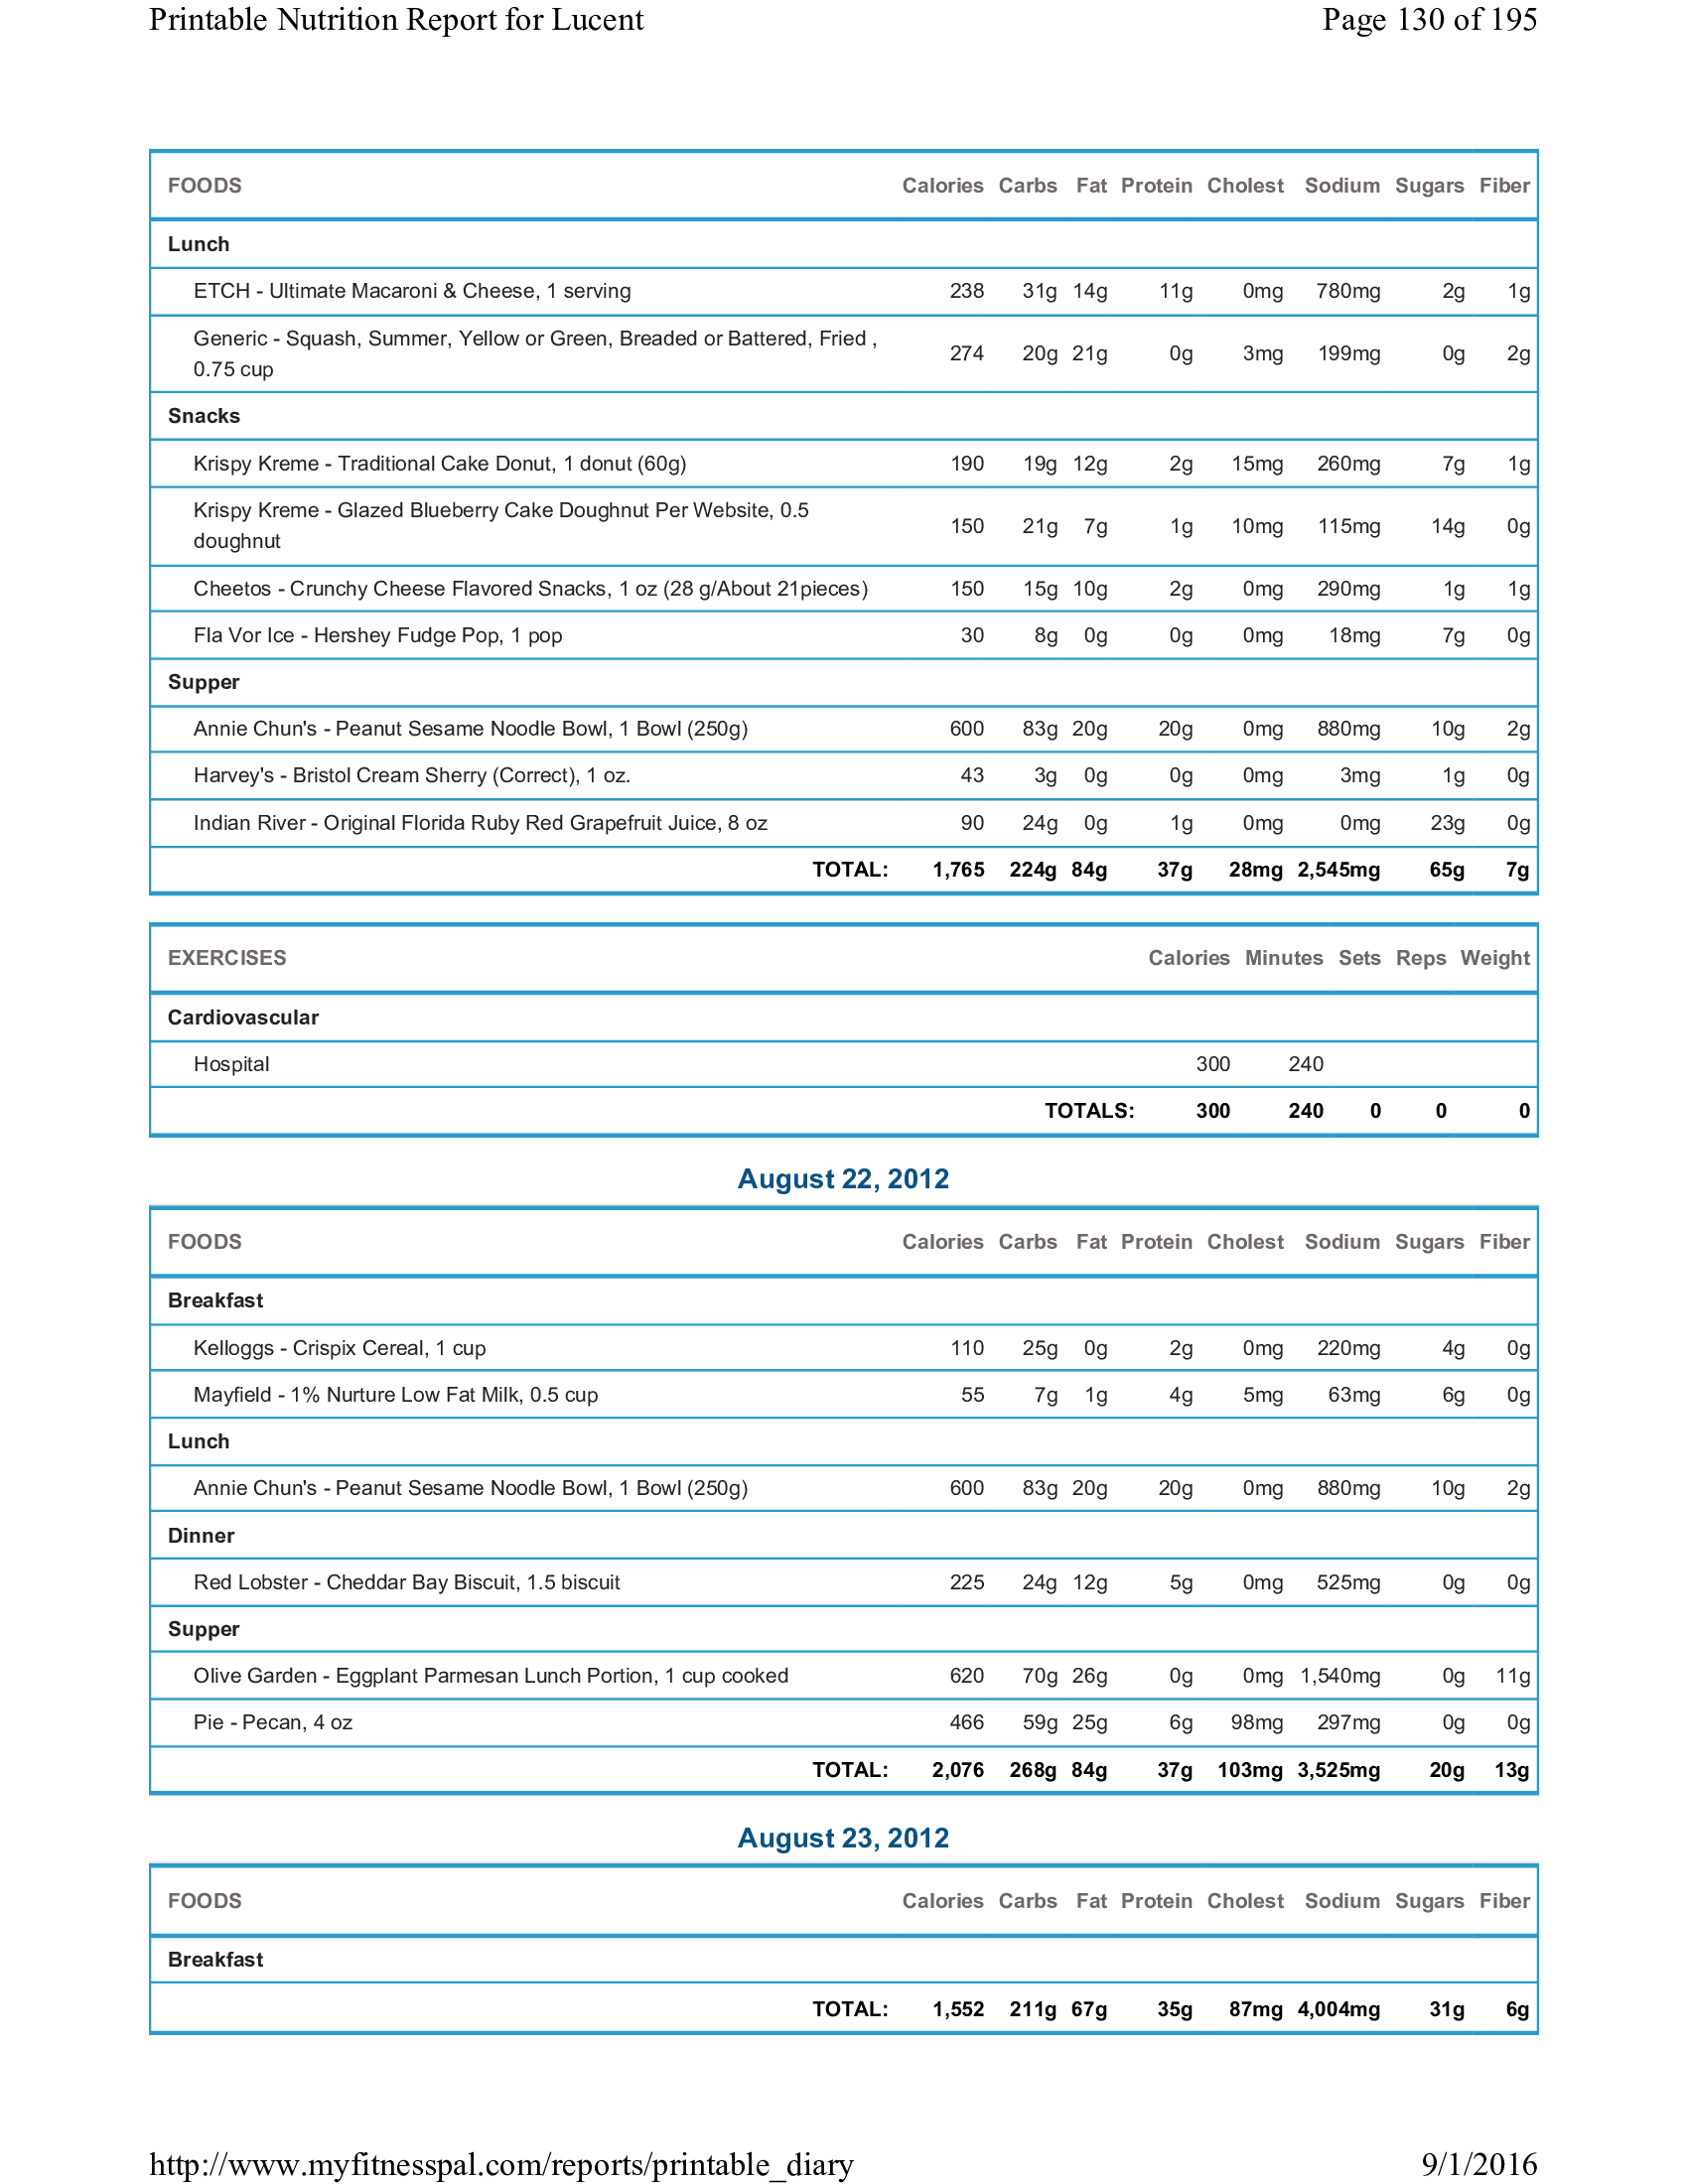 Printable Nutrition Report for Lucent Page 130 of 195
FOODS Calories Carbs Fat Protein Cholest Sodium Sugars Fiber
Lunch
ETCH - Ultimate Macaroni & Cheese, 1 serving 238 31g 14g 11g 0mg 780mg 2g 1g
Generic - Squash, Summer, Yellow or Green, Breaded or Battered, Fried ,
0.75 cup 274 20g 21g 0g 3mg 199mg 0g 2g
Snacks
Krispy Kreme - Traditional Cake Donut, 1 donut (60g) 190 19g 12g 2g 15mg 260mg 7g 1g
Krispy Kreme - Glazed Blueberry Cake Doughnut Per Website, 0.5
doughnut 150 21g 7g 1g 10mg 115mg 14g 0g
Cheetos - Crunchy Cheese Flavored Snacks, 1 oz (28 g/About 21pieces) 150 15g 10g 2g 0mg 290mg 1g 1g
Fla Vor Ice - Hershey Fudge Pop, 1 pop 30 8g 0g 0g 0mg 18mg 7g 0g
Supper
Annie Chun's - Peanut Sesame Noodle Bowl, 1 Bowl (250g) 600 83g 20g 20g 0mg 880mg 10g 2g
Harvey's - Bristol Cream Sherry (Correct), 1 oz. 43 3g 0g 0g 0mg 3mg 1g 0g
Indian River - Original Florida Ruby Red Grapefruit Juice, 8 oz 90 24g 0g 1g 0mg 0mg 23g 0g
TOTAL: 1,765 224g 84g 37g 28mg 2,545mg 65g 7g
EXERCISES Calories Minutes Sets Reps Weight
Cardiovascular
Hospital 300 240
TOTALS: 300 240 0 0 0
August 22, 2012
FOODS Calories Carbs Fat Protein Cholest Sodium Sugars Fiber
Breakfast
Kelloggs - Crispix Cereal, 1 cup 110 25g 0g 2g 0mg 220mg 4g 0g
Mayfield - 1% Nurture Low Fat Milk, 0.5 cup 55 7g 1g 4g 5mg 63mg 6g 0g
Lunch
Annie Chun's - Peanut Sesame Noodle Bowl, 1 Bowl (250g) 600 83g 20g 20g 0mg 880mg 10g 2g
Dinner
Red Lobster - Cheddar Bay Biscuit, 1.5 biscuit 225 24g 12g 5g 0mg 525mg 0g 0g
Supper
Olive Garden - Eggplant Parmesan Lunch Portion, 1 cup cooked 620 70g 26g 0g 0mg 1,540mg 0g 11g
Pie - Pecan, 4 oz 466 59g 25g 6g 98mg 297mg 0g 0g
TOTAL: 2,076 268g 84g 37g 103mg 3,525mg 20g 13g
August 23, 2012
FOODS Calories Carbs Fat Protein Cholest Sodium Sugars Fiber
Breakfast
TOTAL: 1,552 211g 67g 35g 87mg 4,004mg 31g 6g
http://www.myfitnesspal.com/reports/printable_diary 9/1/2016